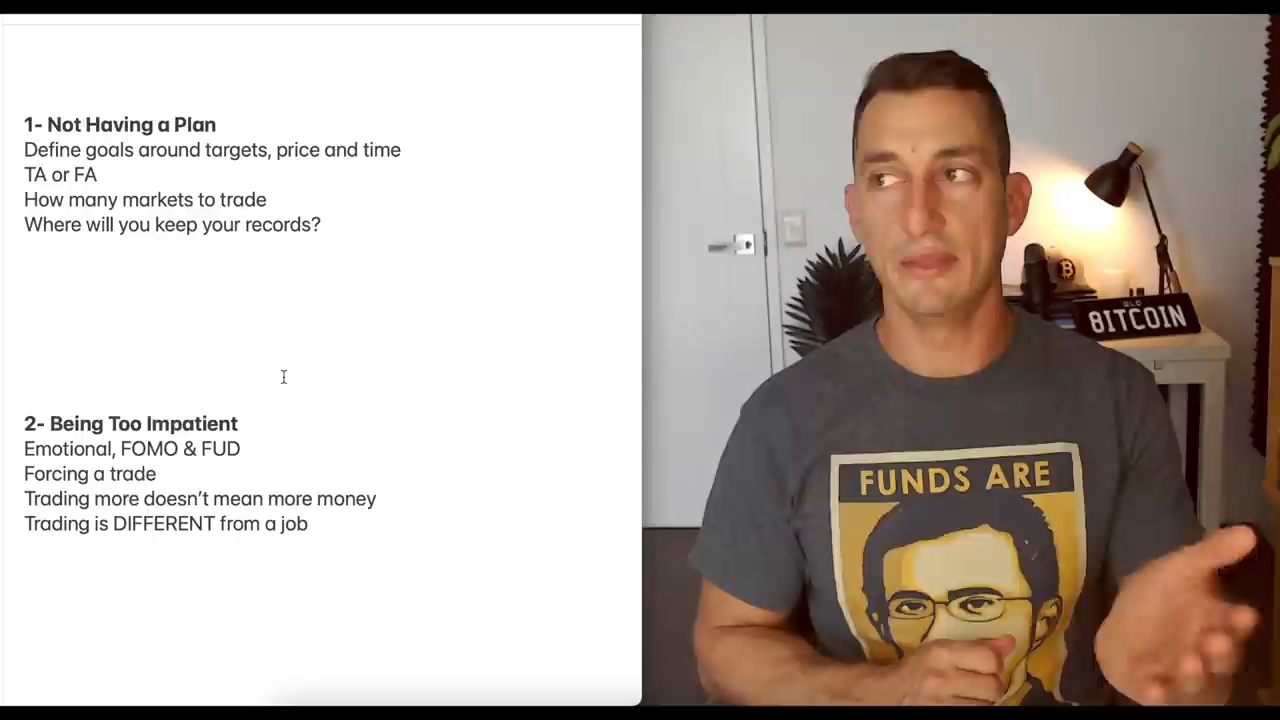 1- Not Having a Plan
Define goals around targets, price and time
TA or FA
How many markets to trade
Where will you keep your records?
2- Being Too Impatient
Emotional, FOMO & FUD
Forcing a trade
Trading more doesn’t mean more money
Trading is DIFFERENT from a job
QLD
8ITCOIN
FUNDS ARE